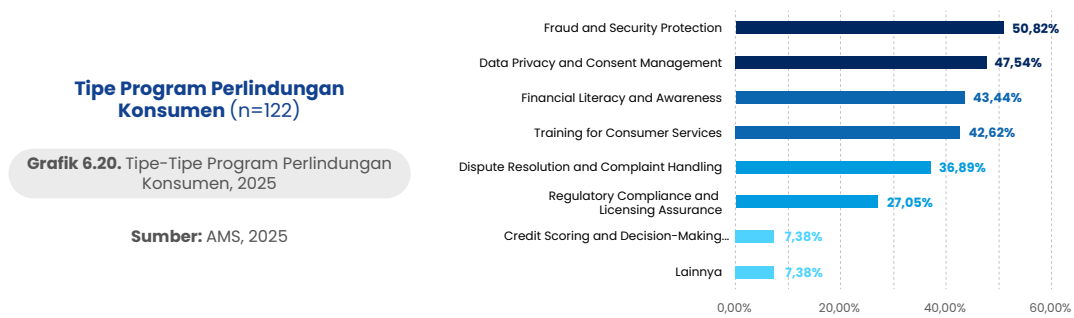 Tipe Program Perlindungan
Konsumen (n=122)
Grafik 6.20. Tipe-Tipe Program Perlindungan
Konsumen, 2025
Sumber: AMS, 2025
Fraud and Security Protection 50,82%
Data Privacy and Consent Management 47,54%
Financial Literacy and Awareness 43,44%
Training for Consumer Services 42,62%
Dispute Resolution and Complaint Handling 36,89%
Regulatory Compliance and
Licensing Assurance 27,05%
Credit Scoring and Decision-Making... 7,38%
Lainnya 7,38%
0,00% 20,00% 40,00% 60,00%